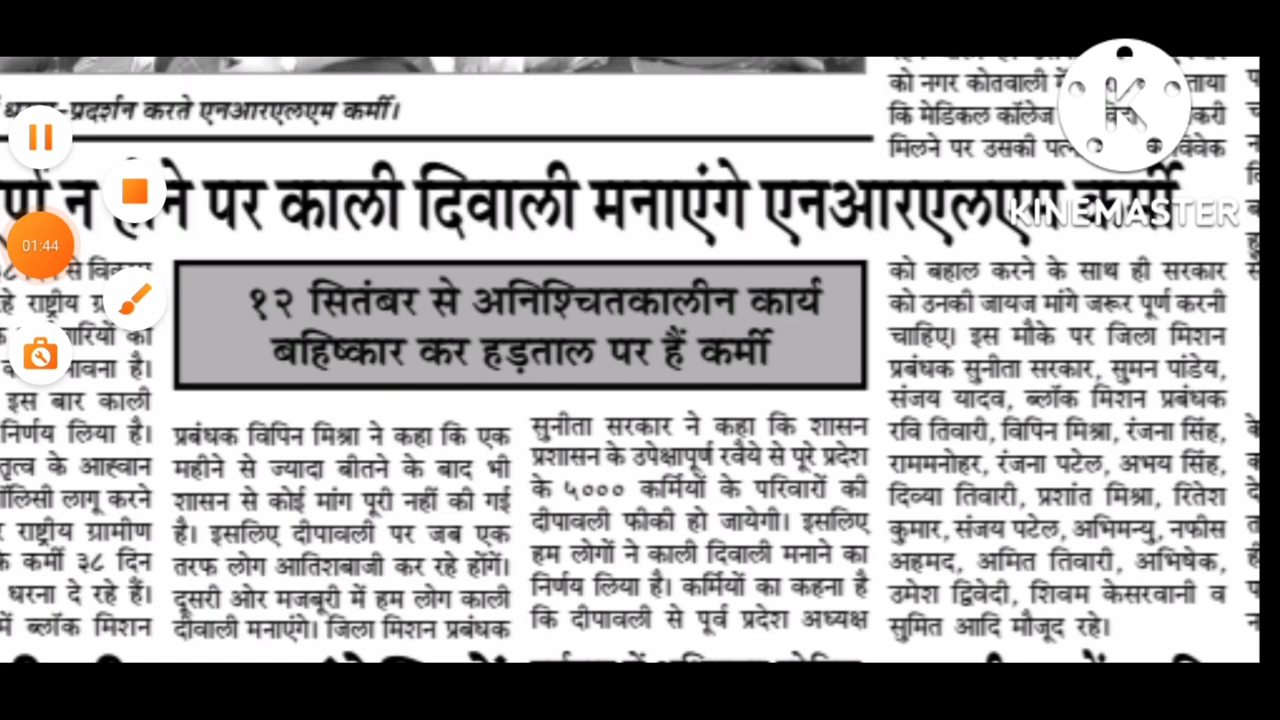 -प्रदर्शन करते एनआरएलएम कर्मी।
न पर काली दिवाली मनाएंगे एनआरएलएम कर्मी
१२ सितंबर से अनिश्चितकालीन कार्य
बहिष्कार कर हड़ताल पर हैं कर्मी
से
राष्ट्रीय
को
है।
इस बार काली
निर्णय लिया है।
के आह्वान
लागू करने
राष्ट्रीय ग्रामीण
कर्मी ३८ दिन
धरना दे रहे हैं।
में ब्लॉक मिशन
प्रबंधक विपिन मिश्रा ने कहा कि एक
महीने से ज्यादा बीतने के बाद भी
शासन से कोई मांग पूरी नहीं की गई
है। इसलिए दीपावली पर जब एक
तरफ लोग आतिशबाजी कर रहे होंगें।
दूसरी ओर मजबूरी में हम लोग काली
दीवाली मनाएंगे। जिला मिशन प्रबंधक
सुनीता सरकार ने कहा कि शासन
प्रशासन के उपेक्षापूर्ण रवैये से पूरे प्रदेश
के ५००० कर्मियों के परिवारों की
दीपावली फीकी हो जायेगी। इसलिए
हम लोगों ने काली दिवाली मनाने का
निर्णय लिया है। कर्मियों का कहना है
कि दीपावली से पूर्व प्रदेश अध्यक्ष
को बहाल करने के साथ ही सरकार
को उनकी जायज मांगे जरूर पूर्ण करनी
चाहिए। इस मौके पर जिला मिशन
प्रबंधक सुनीता सरकार, सुमन पांडेय,
संजय यादव, ब्लॉक मिशन प्रबंधक
रवि तिवारी, विपिन मिश्रा, रंजना सिंह,
राममनोहर, रंजना पटेल, अभय सिंह,
दिव्या तिवारी, प्रशांत मिश्रा, रितेश
कुमार, संजय पटेल, अभिमन्यु, नफीस
अहमद, अमित तिवारी, अभिषेक,
उमेश द्विवेदी, शिवम केसरवानी व
सुमित आदि मौजूद रहे।
को नगर कोतवाली
कि मेडिकल कॉलेज
मिलने पर उसकी
KINEMASTER
01:44